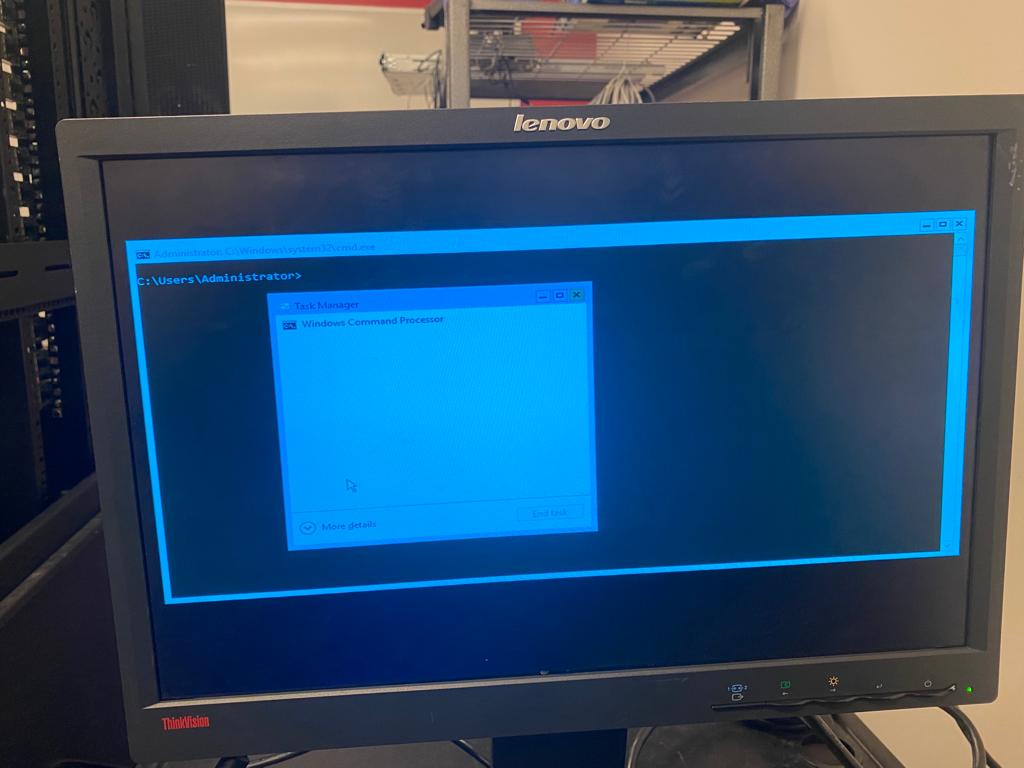 lenovo
Administrator: C:\Windows\system32\cmd.exe
C:\Users\Administrator>
Task Manager
Windows Command Processor
More details
End task
ThinkVision